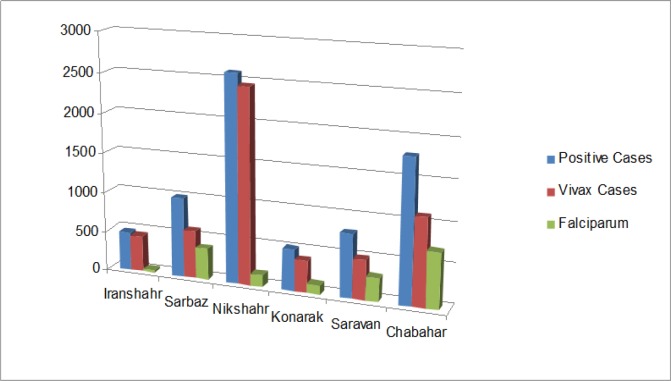 3000
2500
2000
1500
1000
500
0
Iranshahr
Sarbaz
Nikshahr
Konarak
Saravan
Chabahar
Positive Cases
Vivax Cases
Falciparum